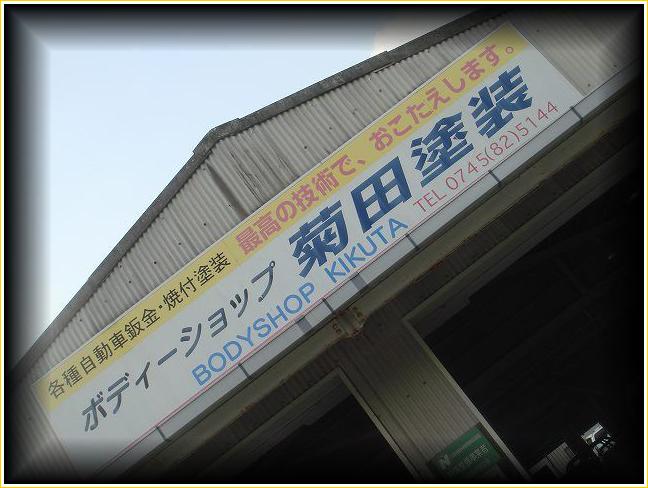 各種自動車鈑金・焼付塗装 最高の技術で、おこたえします。
ボディーショップ 菊田塗装
BODYSHOP KIKUTA TEL 0745(82)5144